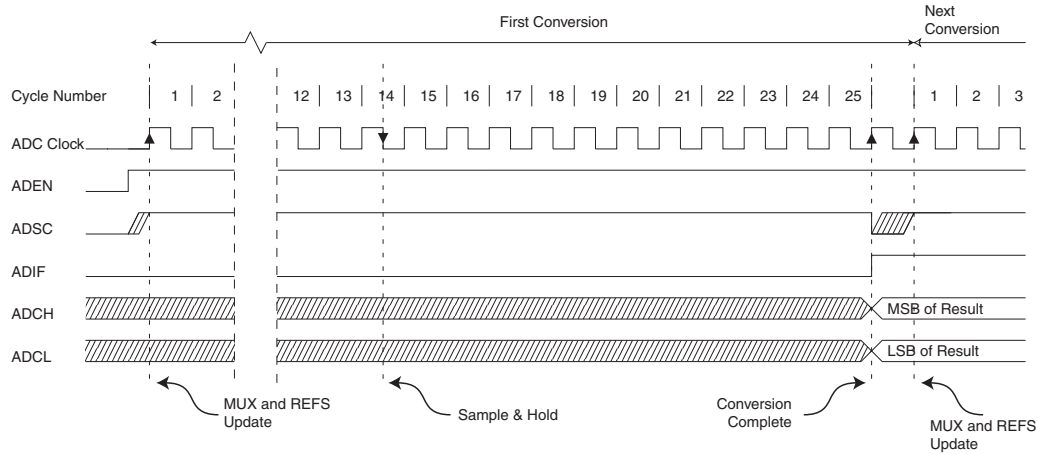 First Conversion
Next
Conversion
Cycle Number 1 2 12 13 14 15 16 17 18 19 20 21 22 23 24 25 1 2 3
ADC Clock
ADEN
ADSC
ADIF
ADCH MSB of Result
ADCL LSB of Result
MUX and REFS
Update
Sample & Hold
Conversion
Complete
MUX and REFS
Update